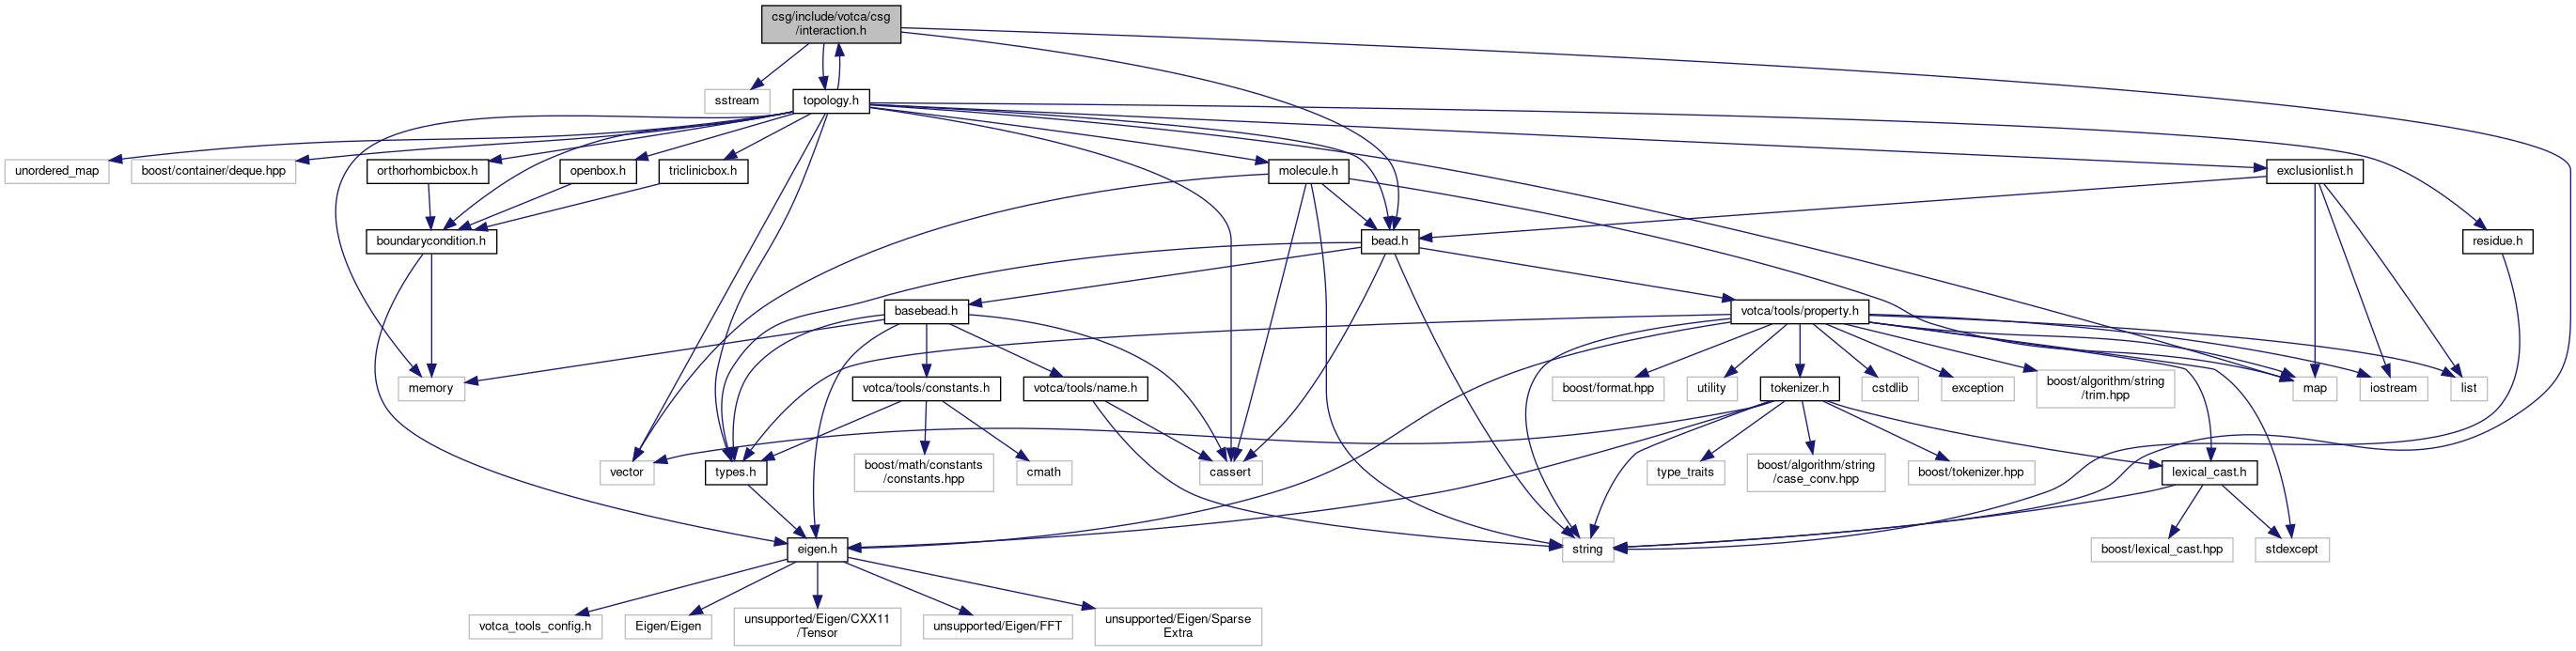 csg/include/votca/csg
/interaction.h
sstream
topology.h
unordered_map
boost/container/deque.hpp
orthorhombicbox.h
openbox.h
triclinicbox.h
molecule.h
exclusionlist.h
boundarycondition.h
bead.h
residue.h
basebead.h
votca/tools/property.h
memory
votca/tools/constants.h
votca/tools/name.h
boost/format.hpp
utility
tokenizer.h
cstdlib
exception
boost/algorithm/string
/trim.hpp
map
iostream
list
vector
types.h
boost/math/constants
/constants.hpp
cmath
cassert
type_traits
boost/algorithm/string
/case_conv.hpp
boost/tokenizer.hpp
lexical_cast.h
eigen.h
string
boost/lexical_cast.hpp
stdexcept
votca_tools_config.h
Eigen/Eigen
unsupported/Eigen/CXX11
/Tensor
unsupported/Eigen/FFT
unsupported/Eigen/Sparse
Extra